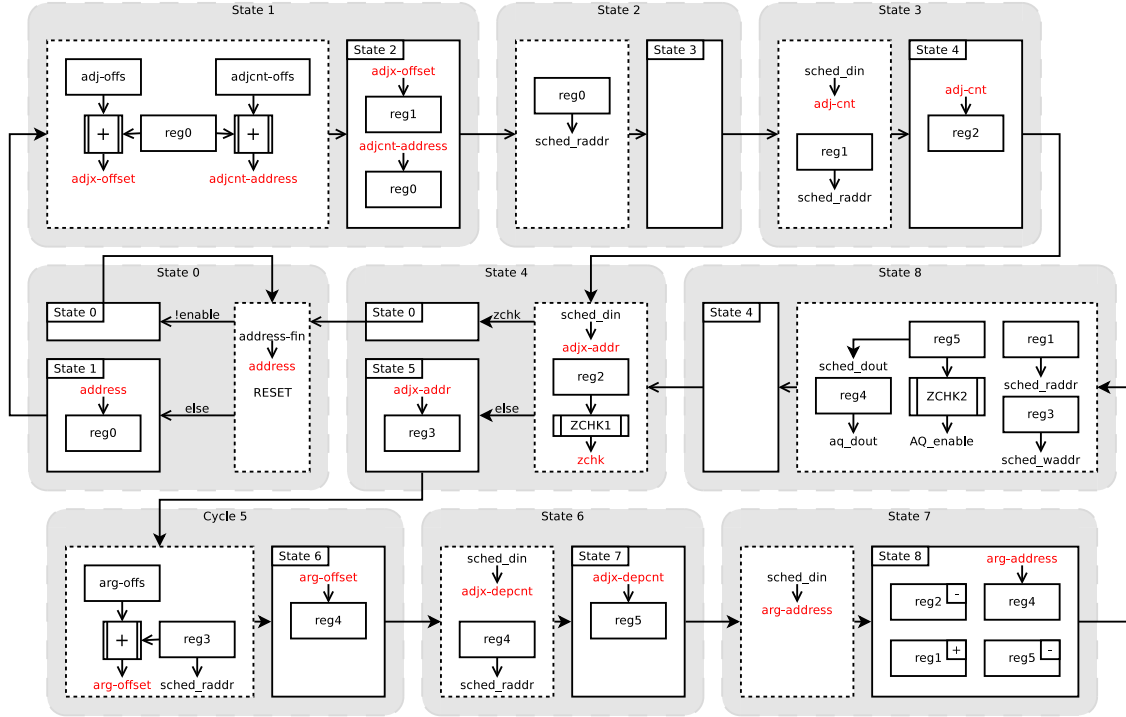 State 1
adj-offs
adjcnt-offs
+
reg0
+
adjx-offset
adjcnt-address
State 2
adjx-offset
reg1
adjcnt-address
reg0
State 2
reg0
sched_raddr
State 3
State 3
sched_din
adj-cnt
reg1
sched_raddr
State 4
adj-cnt
reg2
State 0
State 0
!enable
address-fin
address
RESET
State 1
address
reg0
else
State 4
State 0
zchk
State 5
adjx-addr
reg3
else
sched_din
adjx-addr
reg2
ZCHK1
zchk
State 8
State 4
sched_dout
reg4
aq_dout
reg5
ZCHK2
AQ_enable
reg1
sched_raddr
reg3
sched_waddr
Cycle 5
arg-offs
+
reg3
arg-offset
sched_raddr
State 6
arg-offset
reg4
State 6
sched_din
adjx-depcnt
reg4
sched_raddr
State 7
adjx-depcnt
reg5
State 7
sched_din
arg-address
State 8
arg-address
reg2
-
reg4
reg1
+
reg5
-